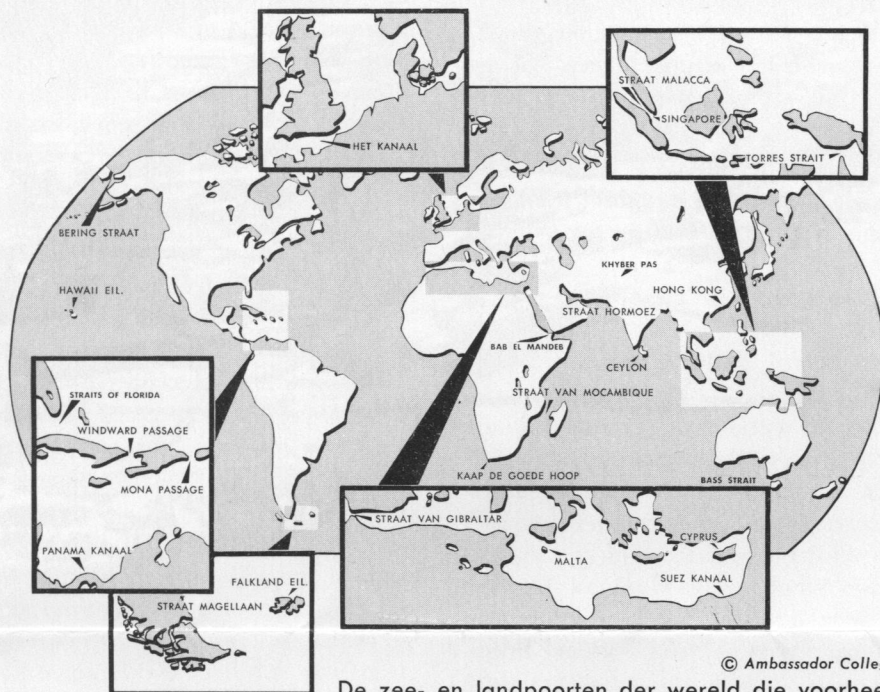 HET KANAAL
STRAAT MALACCA
SINGAPORE
TORRES STRAIT
BERING STRAAT
HAWAII EIL.
KHYBER PAS
HONG KONG
STRAAT HORMOEZ
BAB EL MANDEB
CEYLON
STRAAT VAN MOCAMBIQUE
KAAP DE GOEDE HOOP
BASS STRAIT
STRAITS OF FLORIDA
WINDWARD PASSAGE
MONA PASSAGE
PANAMA KANAAL
STRAAT VAN GIBRALTAR
MALTA
CYPRUS
SUEZ KANAAL
FALKLAND EIL.
STRAAT MAGELLAAN
© Ambassador Colle
De zee- en landpoorten der wereld die voorhee